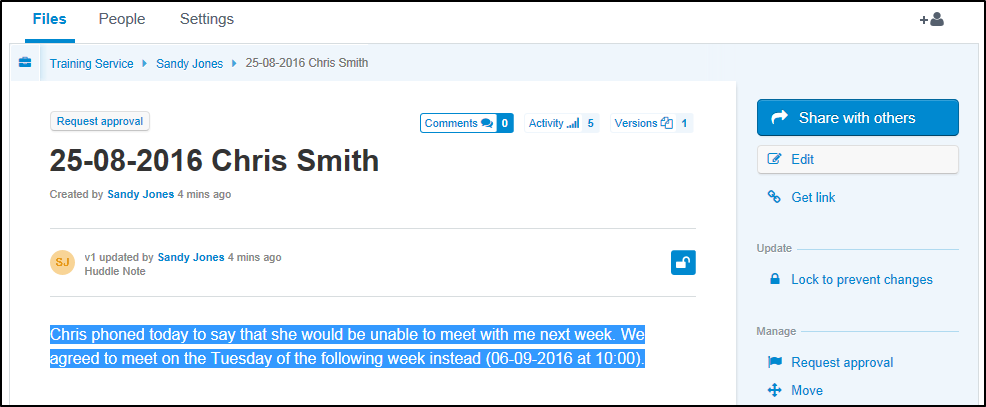 Files People Settings
Training Service Sandy Jones 25-08-2016 Chris Smith
Request approval
Comments 0 Activity 5 Versions 1
25-08-2016 Chris Smith
Created by Sandy Jones 4 mins ago
SJ
v1 updated by Sandy Jones 4 mins ago
Huddle Note
Chris phoned today to say that she would be unable to meet with me next week. We
agreed to meet on the Tuesday of the following week instead (06-09-2016 at 10:00).
Share with others
Edit
Get link
Update
Lock to prevent changes
Manage
Request approval
Move